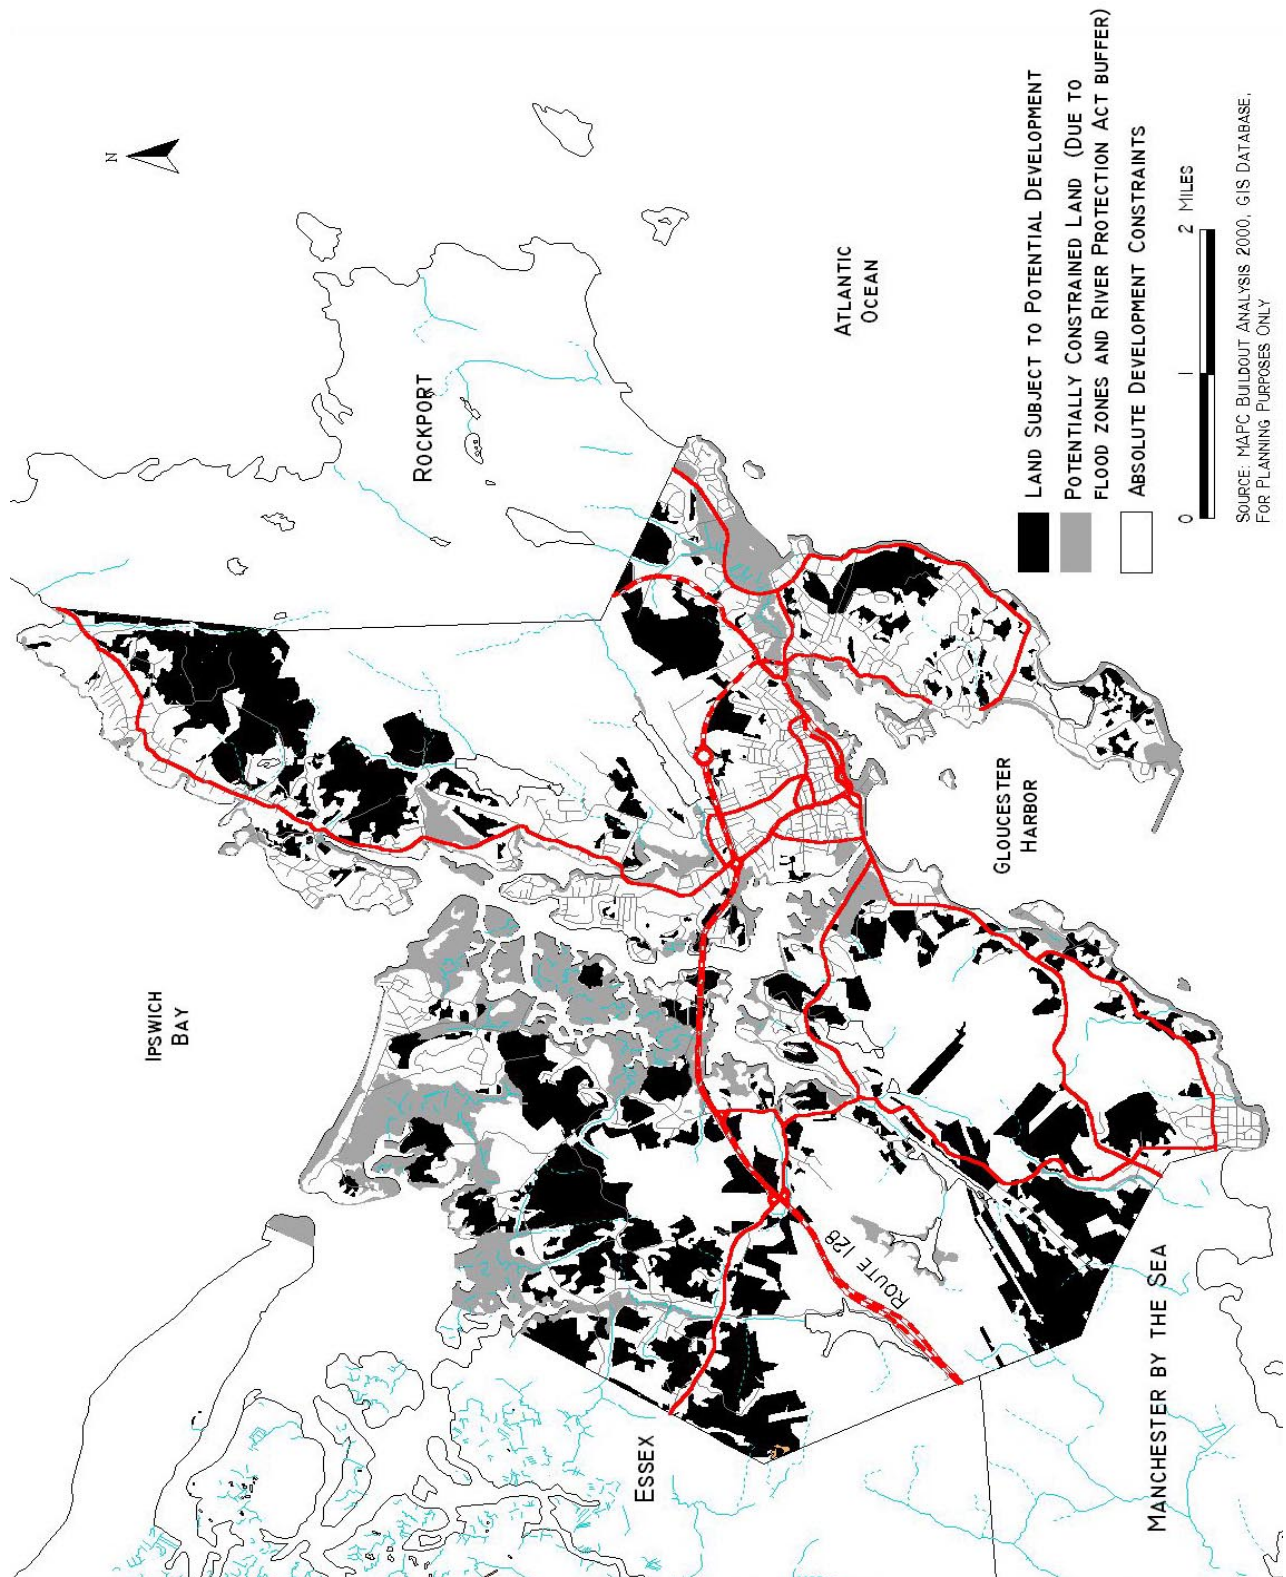 N
IPSWICH
BAY
ROCKPORT
ATLANTIC
OCEAN
GLOUCESTER
HARBOR
ESSEX
ROUTE 128
MANCHESTER BY THE SEA
LAND SUBJECT TO POTENTIAL DEVELOPMENT
POTENTIALLY CONSTRAINED LAND (DUE TO
FLOOD ZONES AND RIVER PROTECTION ACT BUFFER)
ABSOLUTE DEVELOPMENT CONSTRAINTS
0 1 2 MILES
SOURCE: MAPC BUILDOUT ANALYSIS 2000, GIS DATABASE,
FOR PLANNING PURPOSES ONLY